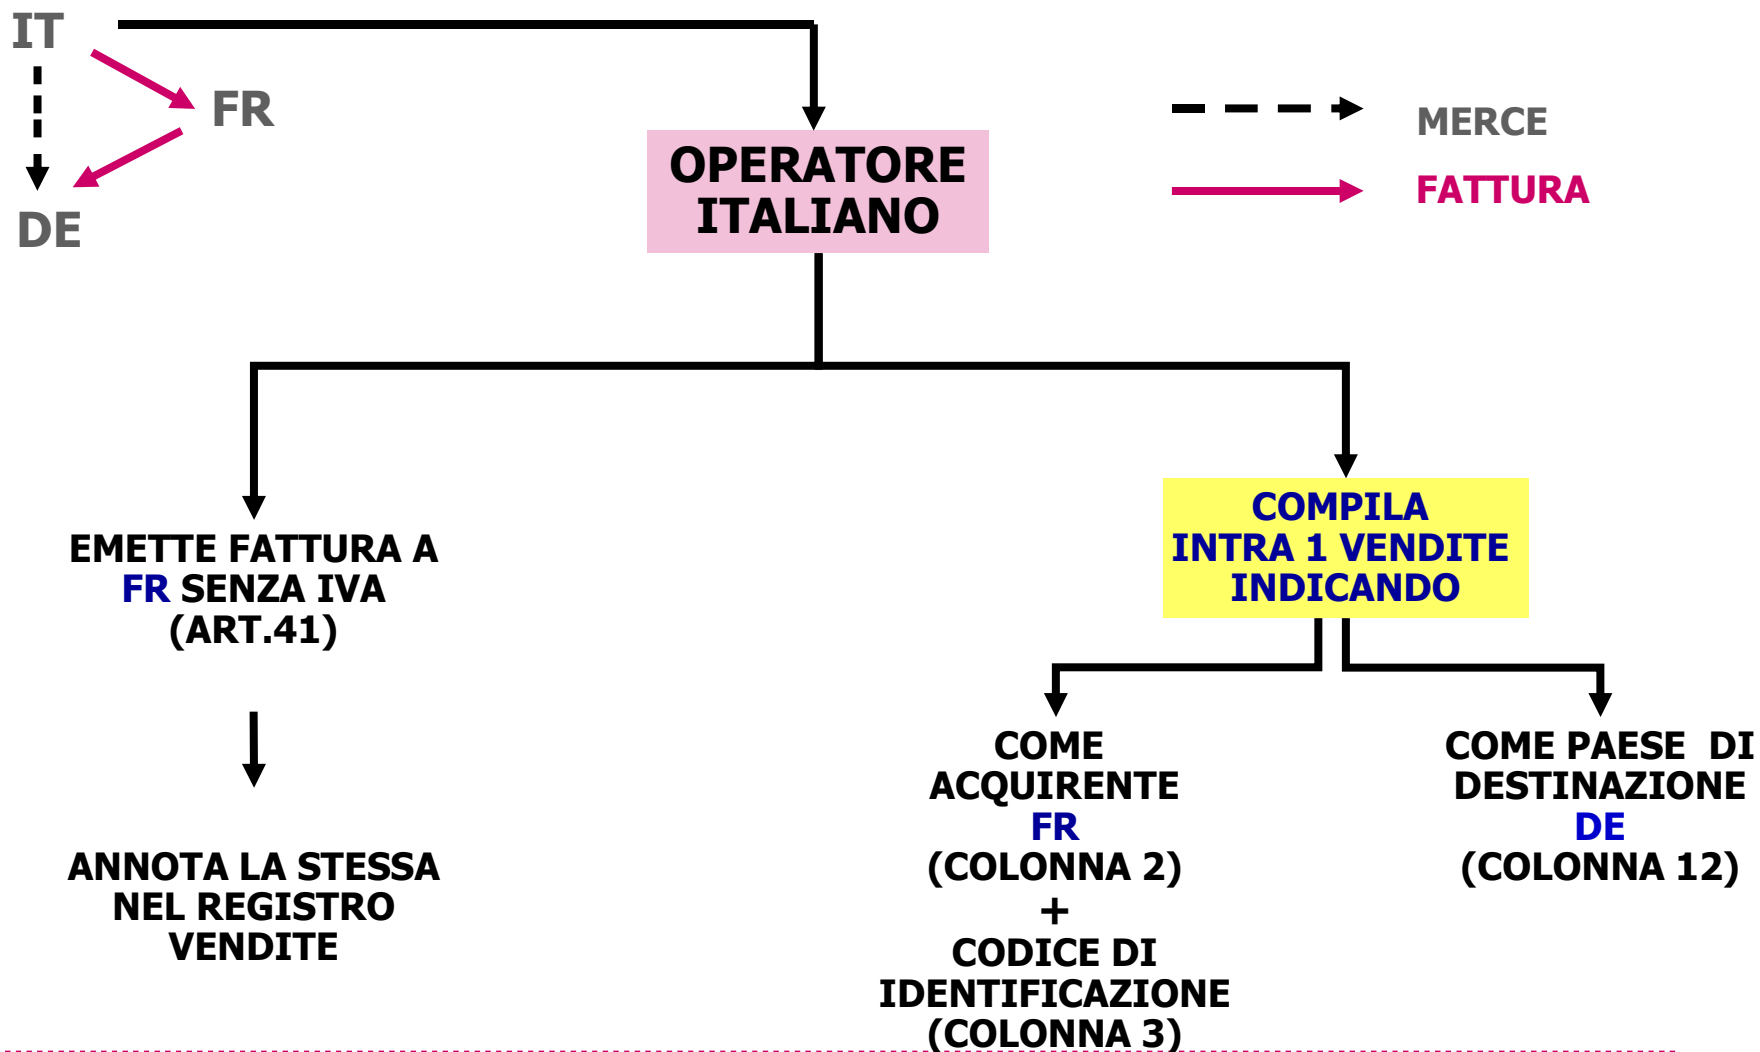 IT
FR
DE
MERCE
FATTURA
OPERATORE
ITALIANO
EMETTE FATTURA A
FR SENZA IVA
(ART.41)
ANNOTA LA STESSA
NEL REGISTRO
VENDITE
COMPILA
INTRA 1 VENDITE
INDICANDO
COME
ACQUIRENTE
FR
(COLONNA 2)
+
CODICE DI
IDENTIFICAZIONE
(COLONNA 3)
COME PAESE DI
DESTINAZIONE
DE
(COLONNA 12)